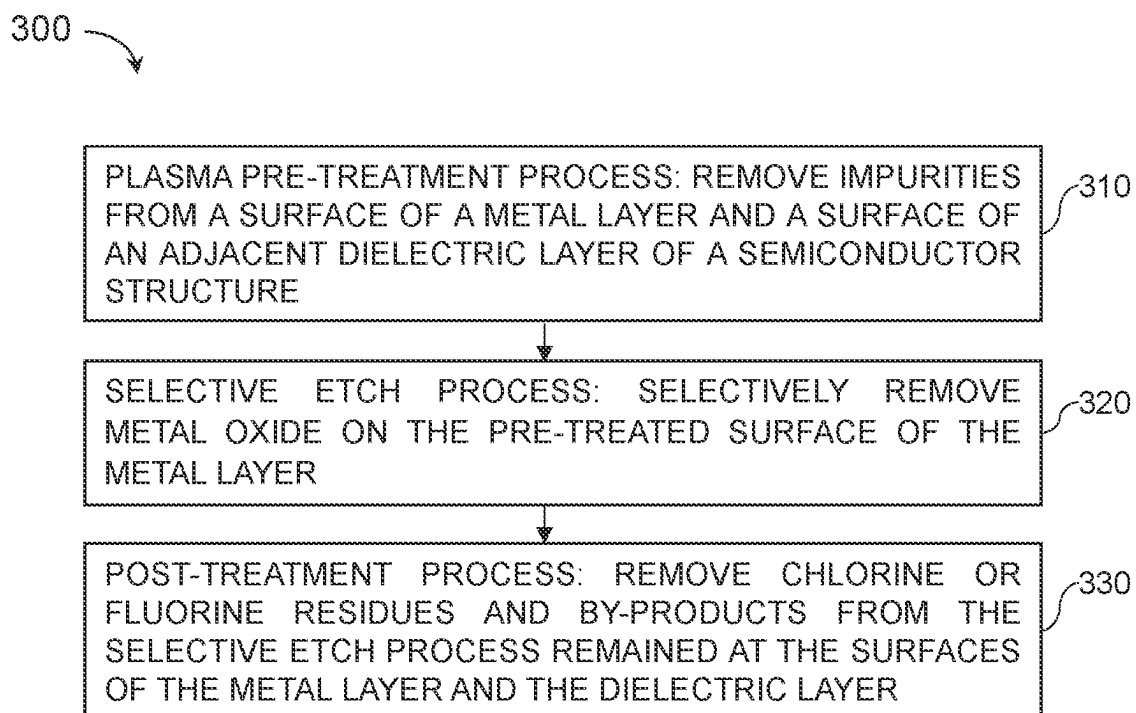 300
PLASMA PRE-TREATMENT PROCESS: REMOVE IMPURITIES
FROM A SURFACE OF A METAL LAYER AND A SURFACE OF
AN ADJACENT DIELECTRIC LAYER OF A SEMICONDUCTOR
STRUCTURE
310
SELECTIVE ETCH PROCESS: SELECTIVELY REMOVE
METAL OXIDE ON THE PRE-TREATED SURFACE OF THE
METAL LAYER
320
POST-TREATMENT PROCESS: REMOVE CHLORINE OR
FLUORINE RESIDUES AND BY-PRODUCTS FROM THE
SELECTIVE ETCH PROCESS REMAINED AT THE SURFACES
OF THE METAL LAYER AND THE DIELECTRIC LAYER
330